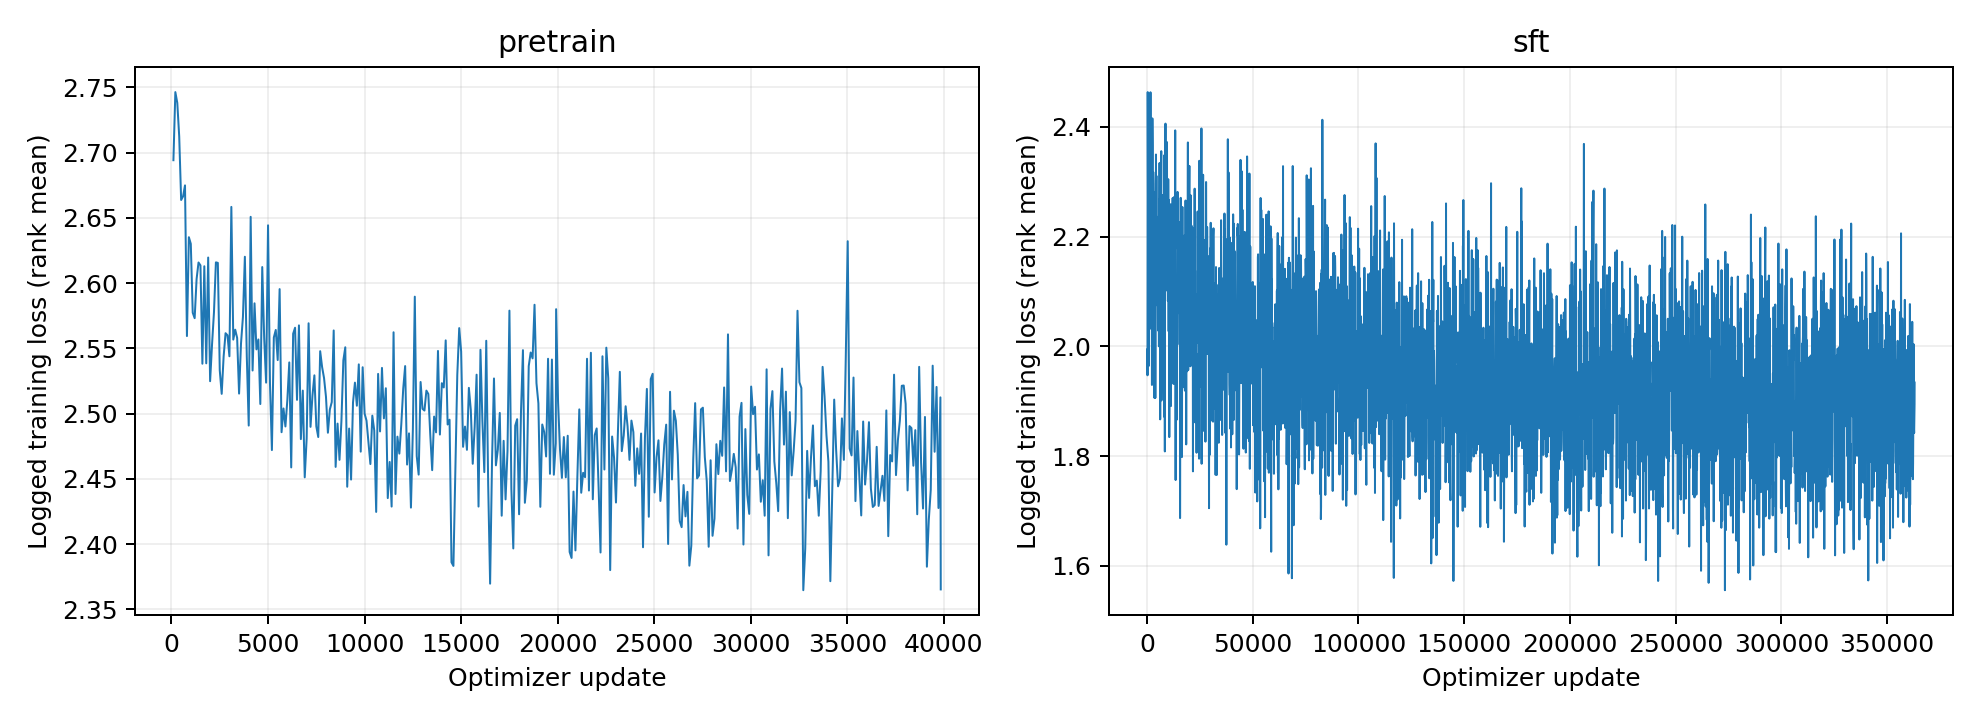 pretrain
Logged training loss (rank mean)
2.75
2.70
2.65
2.60
2.55
2.50
2.45
2.40
2.35
0 5000 10000 15000 20000 25000 30000 35000 40000
Optimizer update
sft
Logged training loss (rank mean)
2.4
2.2
2.0
1.8
1.6
0 50000 100000 150000 200000 250000 300000 350000
Optimizer update